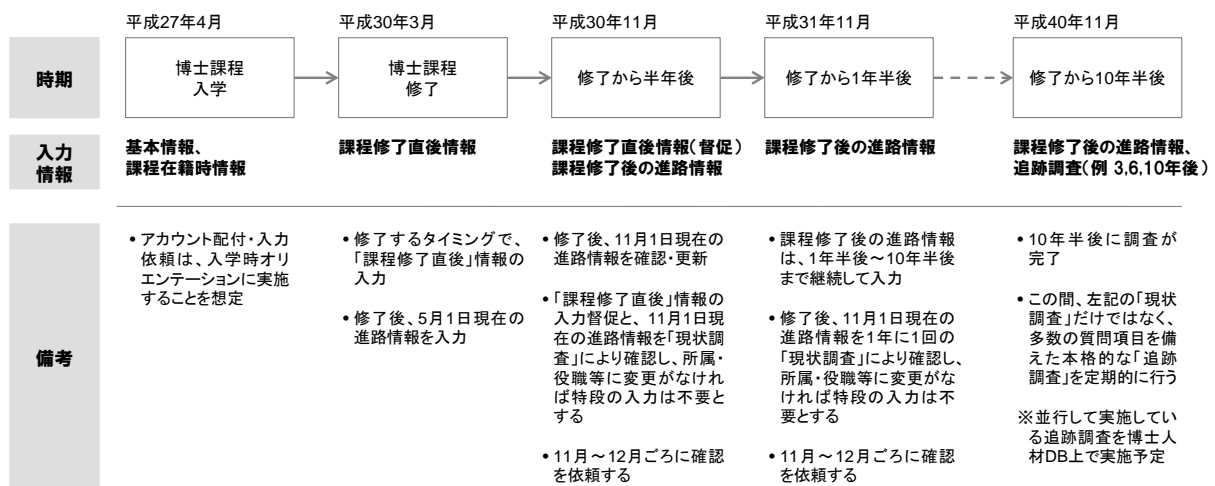 平成27年4月
平成30年3月
平成30年11月
平成31年11月
平成40年11月
時期
博士課程
入学
博士課程
修了
修了から半年後
修了から1年半後
修了から10年半後
入力
情報
基本情報、
課程在籍時情報
課程修了直後情報
課程修了直後情報(督促)
課程修了後の進路情報
課程修了後の進路情報
課程修了後の進路情報、
追跡調査(例 3,6,10年後)
備考
•アカウント配付・入力
依頼は、入学時オリ
エンテーションに実施
することを想定
•修了するタイミングで、
「課程修了直後」情報の
入力
•修了後、5月1日現在の
進路情報を入力
•修了後、11月1日現在の
進路情報を確認・更新
•「課程修了直後」情報の
入力督促と、11月1日現
在の進路情報を「現状調
査」により確認し、所属・
役職等に変更がなけれ
ば特段の入力は不要と
する
•11月～12月ごろに確認
を依頼する
•課程修了後の進路情報
は、1年半後～10年半後
まで継続して入力
•修了後、11月1日現在の
進路情報を1年に1回の
「現状調査」により確認し、
所属・役職等に変更がな
ければ特段の入力は不
要とする
•11月～12月ごろに確認
を依頼する
•10年半後に調査が
完了
•この間、左記の「現状
調査」だけではなく、
多数の質問項目を備
えた本格的な「追跡
調査」を定期的に行う
※並行して実施してい
る追跡調査を博士人
材DB上で実施予定